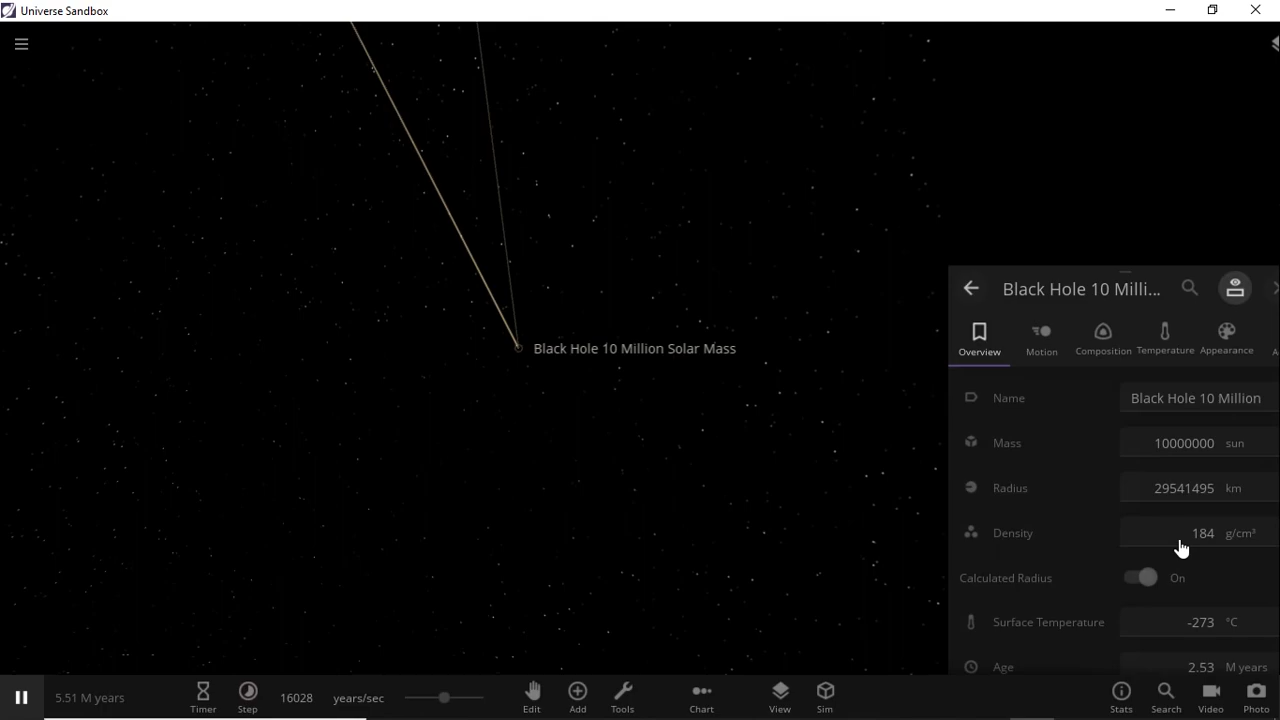 Universe Sandbox
Black Hole 10 Million Solar Mass
Black Hole 10 Milli...
Overview
Motion
Composition
Temperature
Appearance
A
Name
Black Hole 10 Million
Mass
10000000 sun
Radius
29541495 km
Density
184 g/cm³
Calculated Radius
On
Surface Temperature
-273 °C
Age
2.53 M years
5.51 M years
Timer
Step
16028 years/sec
Edit
Add
Tools
Chart
View
Sim
Stats
Search
Video
Photo